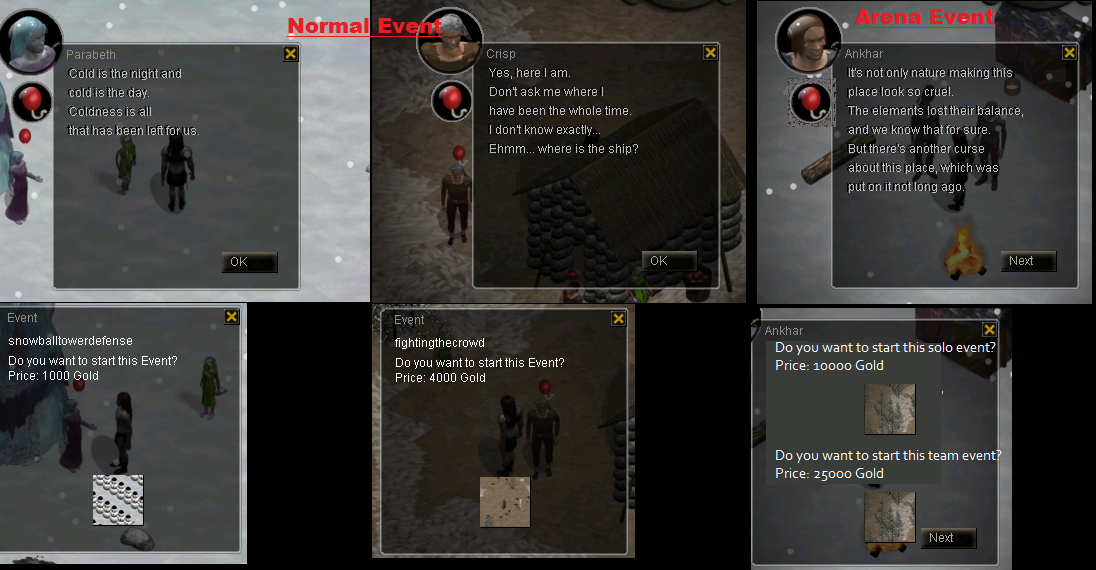 Normal Event
Arena Event
Parabeth
Cold is the night and
cold is the day.
Coldness is all
that has been left for us.
OK
Crisp
Yes, here I am.
Don't ask me where I
have been the whole time.
I don't know exactly...
Ehmm... where is the ship?
OK
Ankhar
It's not only nature making this
place look so cruel.
The elements lost their balance,
and we know that for sure.
But there's another curse
about this place, which was
put on it not long ago.
Next
Event
snowballtowerdefense
Do you want to start this Event?
Price: 1000 Gold
Event
fightingthecrowd
Do you want to start this Event?
Price: 4000 Gold
Ankhar
Do you want to start this solo event?
Price: 10000 Gold
Do you want to start this team event?
Price: 25000 Gold
Next